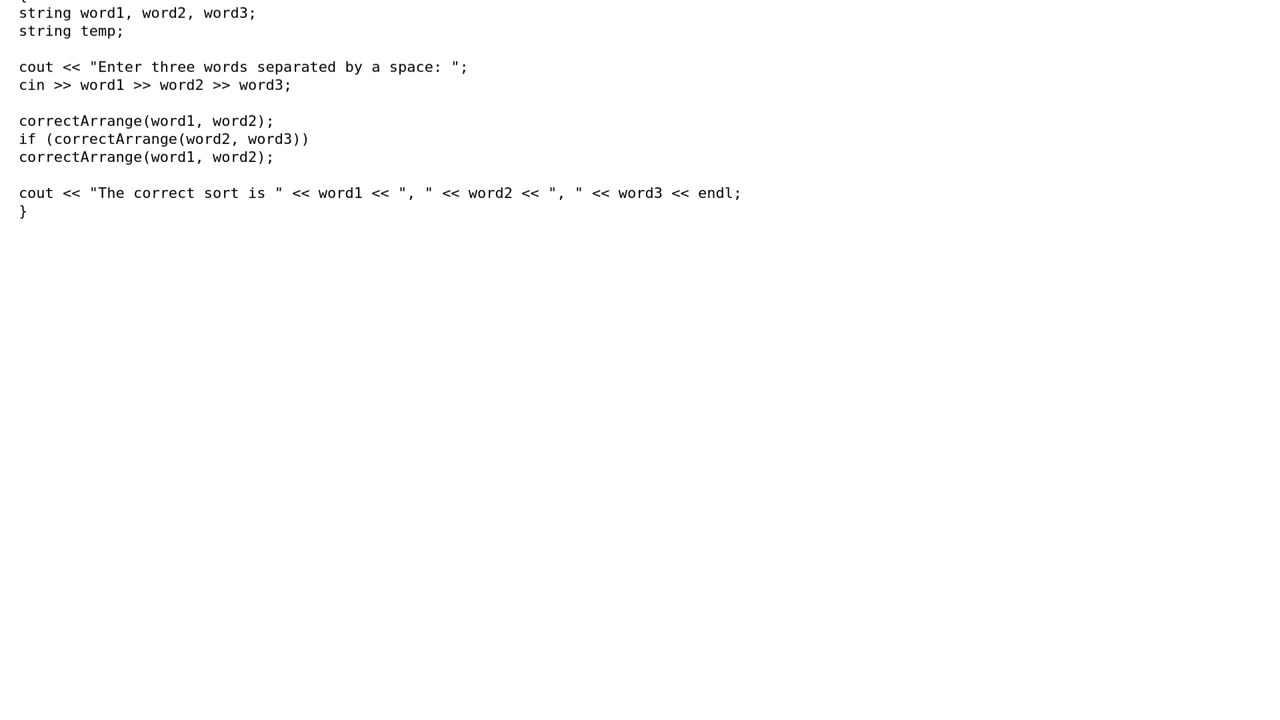 {
string word1, word2, word3;
string temp;
cout << "Enter three words separated by a space: ";
cin >> word1 >> word2 >> word3;
correctArrange(word1, word2);
if (correctArrange(word2, word3))
correctArrange(word1, word2);
cout << "The correct sort is " << word1 << ", " << word2 << ", " << word3 << endl;
}